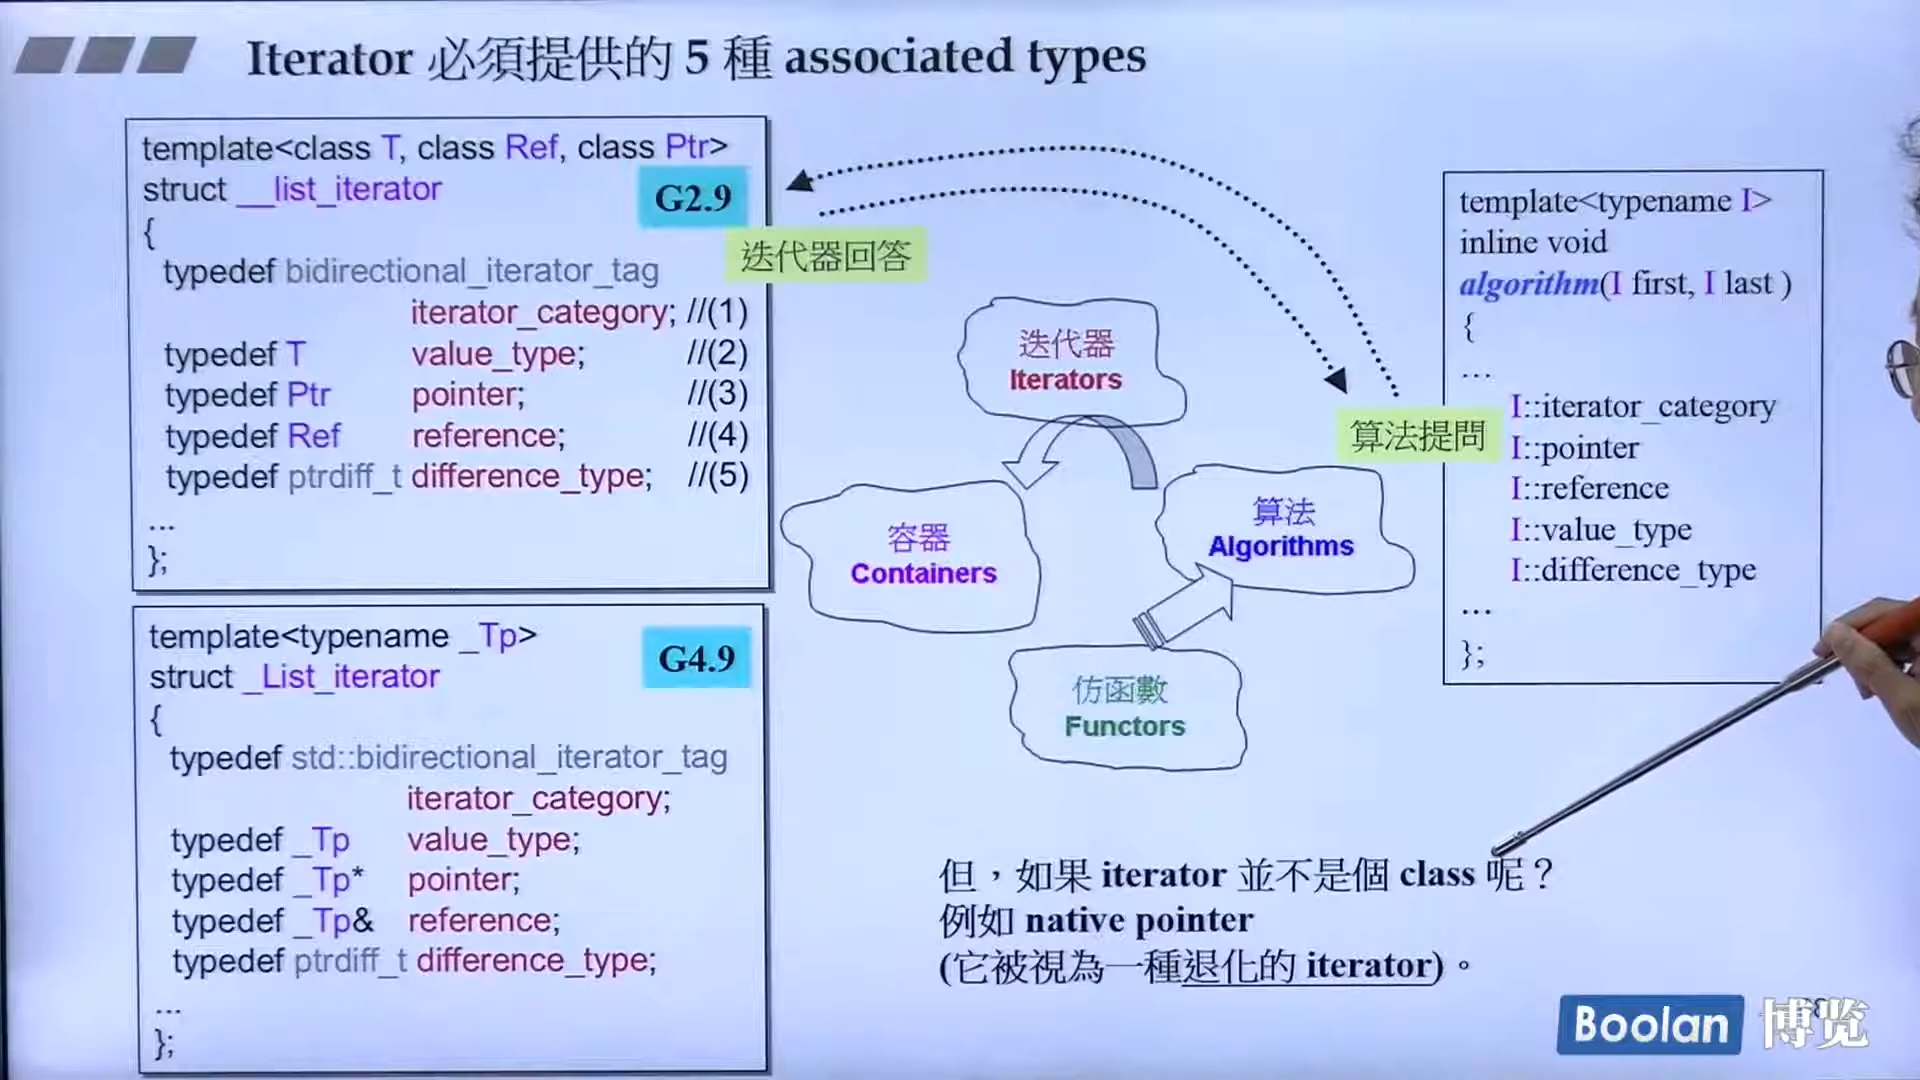 Iterator 必須提供的 5 種 associated types
template<class T, class Ref, class Ptr>
struct __list_iterator
G2.9
{
typedef bidirectional_iterator_tag
iterator_category; //(1)
typedef T value_type; //(2)
typedef Ptr pointer; //(3)
typedef Ref reference; //(4)
typedef ptrdiff_t difference_type; //(5)
...
};
template<typename _Tp>
struct _List_iterator
G4.9
{
typedef std::bidirectional_iterator_tag
iterator_category;
typedef _Tp value_type;
typedef _Tp* pointer;
typedef _Tp& reference;
typedef ptrdiff_t difference_type;
...
};
迭代器回答
迭代器
Iterators
容器
Containers
算法
Algorithms
仿函數
Functors
算法提問
template<typename I>
inline void
algorithm(I first, I last )
{
...
I::iterator_category
I::pointer
I::reference
I::value_type
I::difference_type
...
};
但，如果 iterator 並不是個 class 呢？
例如 native pointer
(它被視為一種退化的 iterator)。
Boolan 博览